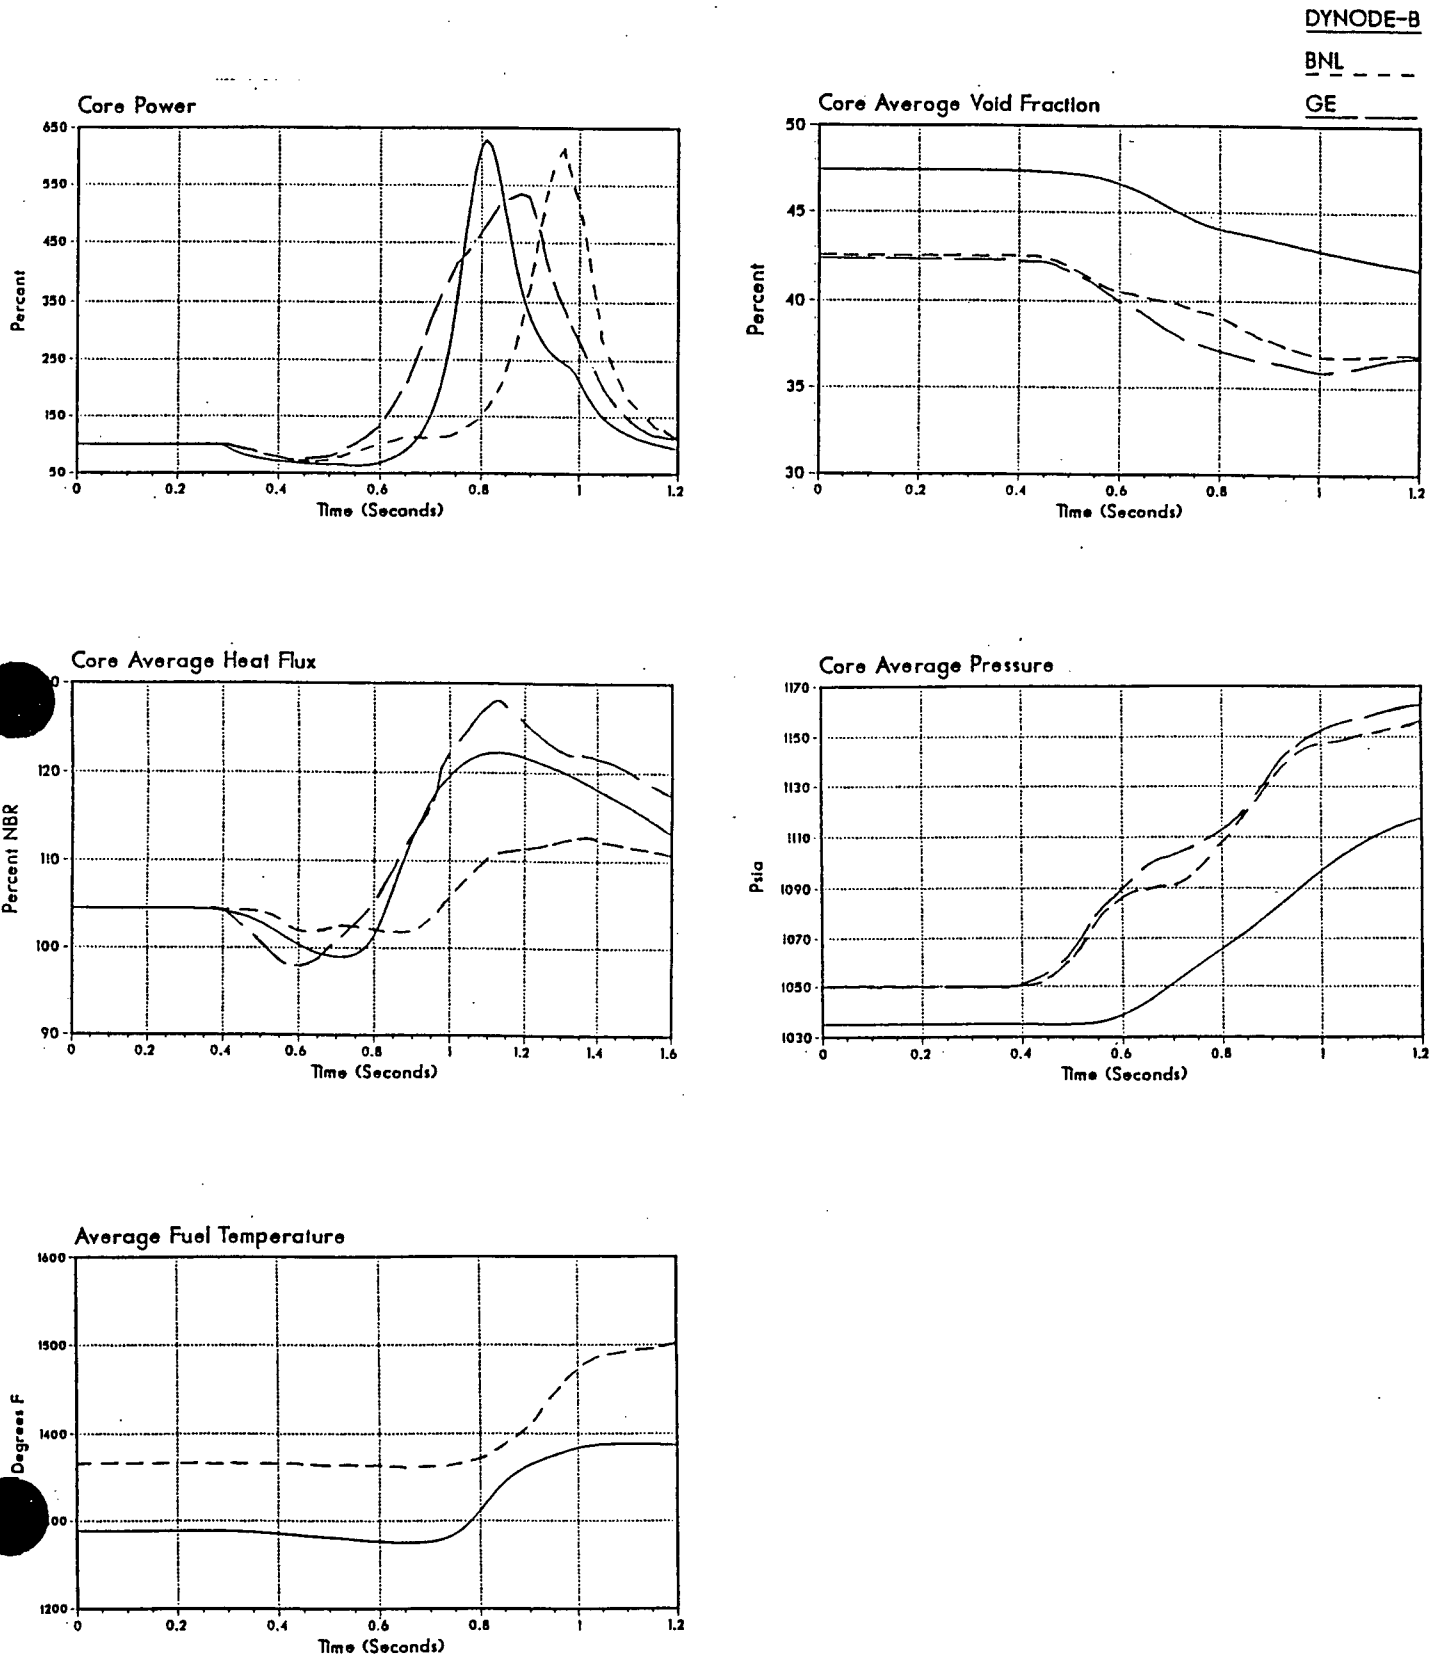 DYNODE-B
BNL
GE
Core Power
650
550
450
350
250
150
50
Percent
0 0.2 0.4 0.6 0.8 1 1.2
Time (Seconds)
Core Average Void Fraction
50
45
40
35
30
Percent
0 0.2 0.4 0.6 0.8 1 1.2
Time (Seconds)
Core Average Heat Flux
120
110
100
90
Percent NBR
0 0.2 0.4 0.6 0.8 1 1.2 1.4 1.6
Time (Seconds)
Core Average Pressure
1170
1150
1130
1110
1090
1070
1050
1030
Psia
0 0.2 0.4 0.6 0.8 1 1.2
Time (Seconds)
Average Fuel Temperature
1600
1500
1400
1200
Degrees F
0 0.2 0.4 0.6 0.8 1 1.2
Time (Seconds)